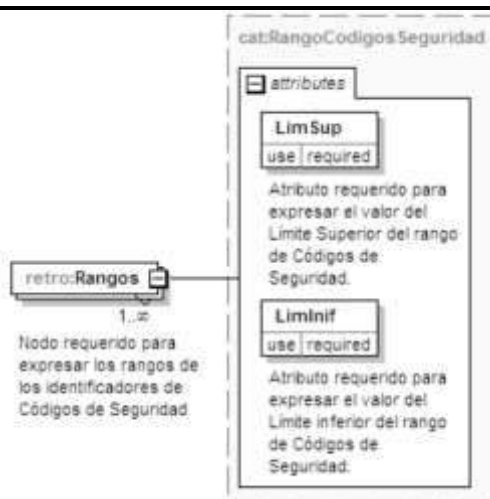 cat:RangoCodigosSeguridad
attributes
LimSup
use required
Atributo requerido para
expresar el valor del
Límite Superior del rango
de Códigos de
Seguridad.
retro:Rangos
1..∞
Nodo requerido para
expresar los rangos de
los identificadores de
Códigos de Seguridad
LimInif
use required
Atributo requerido para
expresar el valor del
Límite inferior del rango
de Códigos de
Seguridad.